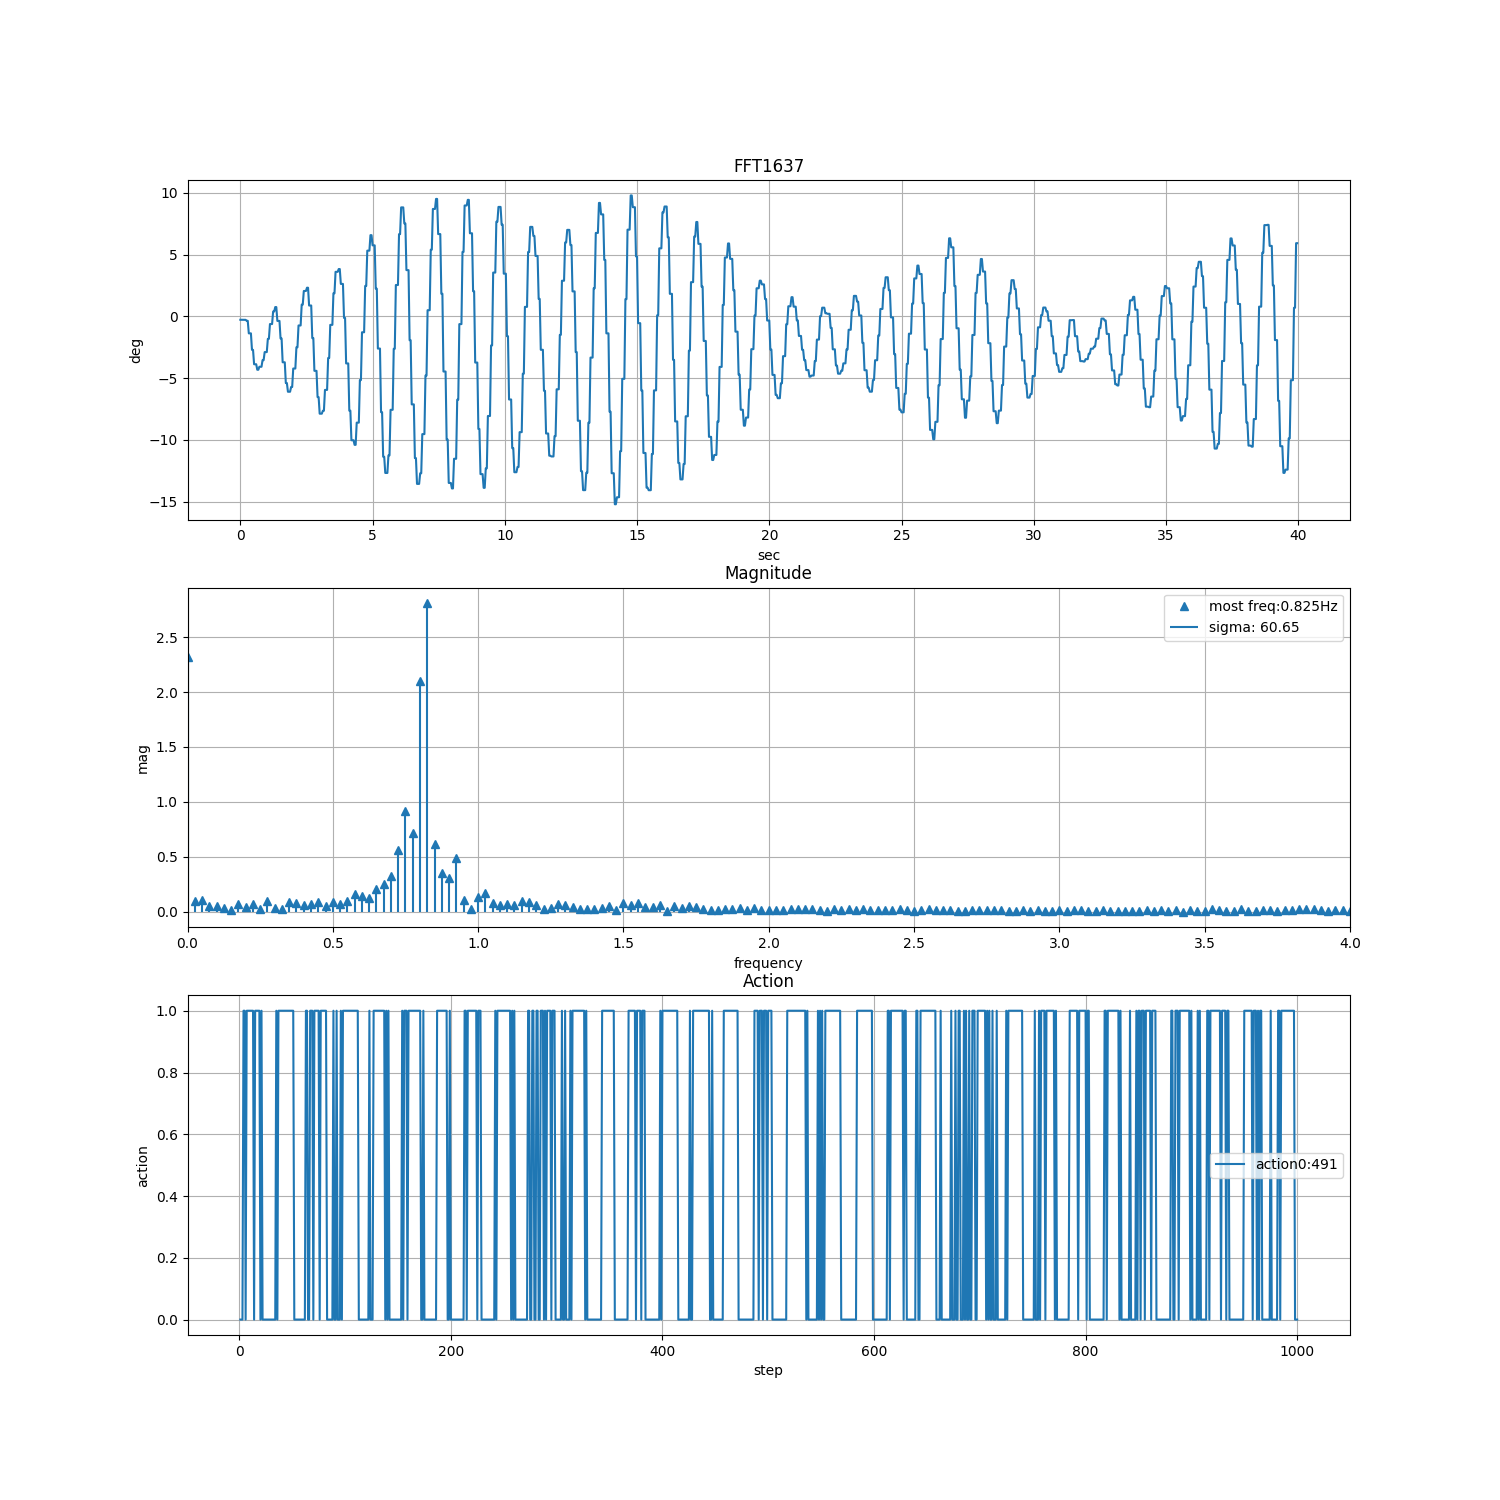 FFT1637
10
5
0
−5
−10
−15
deg
0 5 10 15 20 25 30 35 40
sec
Magnitude
most freq:0.825Hz
sigma: 60.65
2.5
2.0
1.5
1.0
0.5
0.0
mag
0.0 0.5 1.0 1.5 2.0 2.5 3.0 3.5 4.0
frequency
Action
1.0
0.8
0.6
0.4
0.2
0.0
action
action0:491
0 200 400 600 800 1000
step